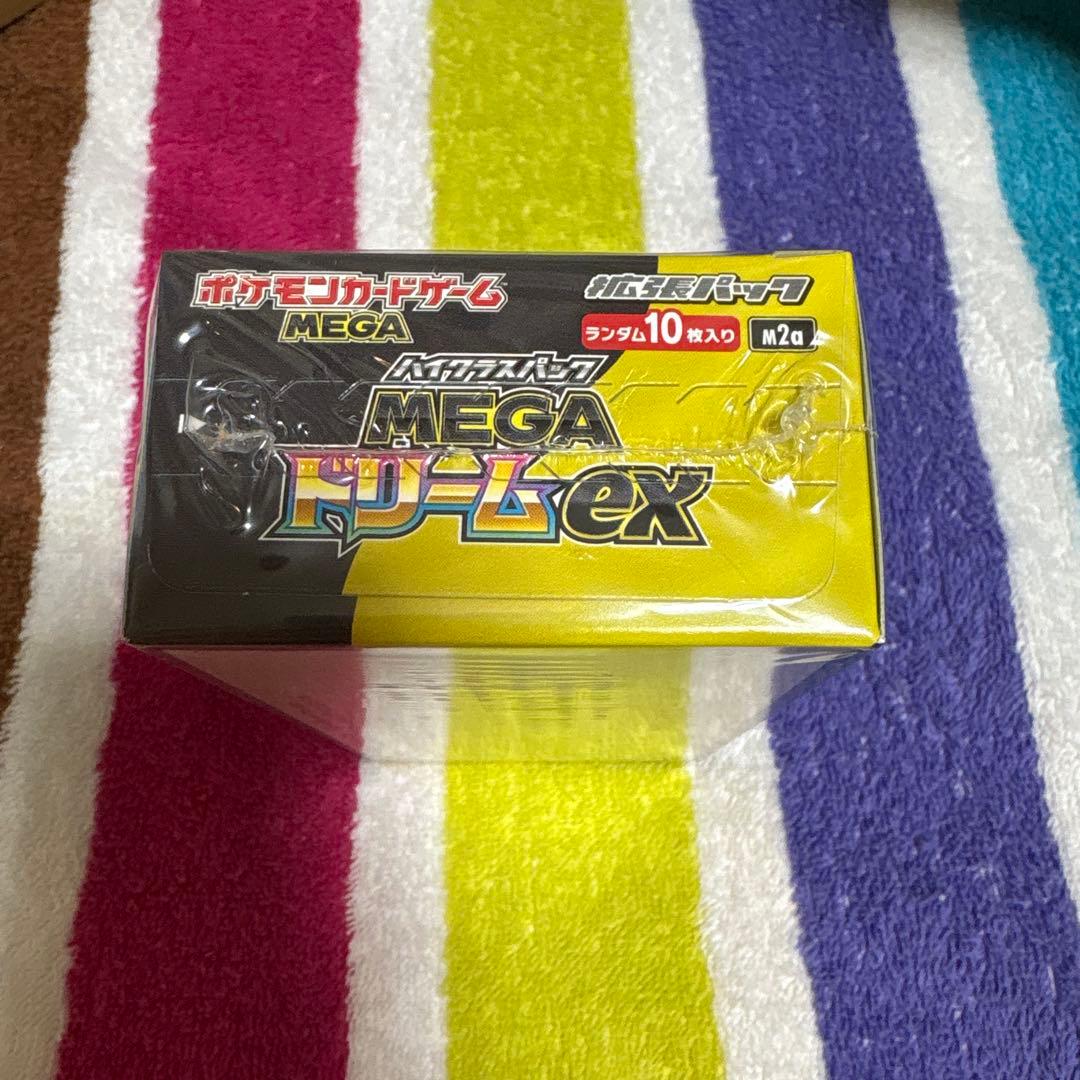 ポケモンカードゲーム
MEGA
拡張パック
ランダム10枚入り M2a
ハイクラスパック
MEGA
ドリームex